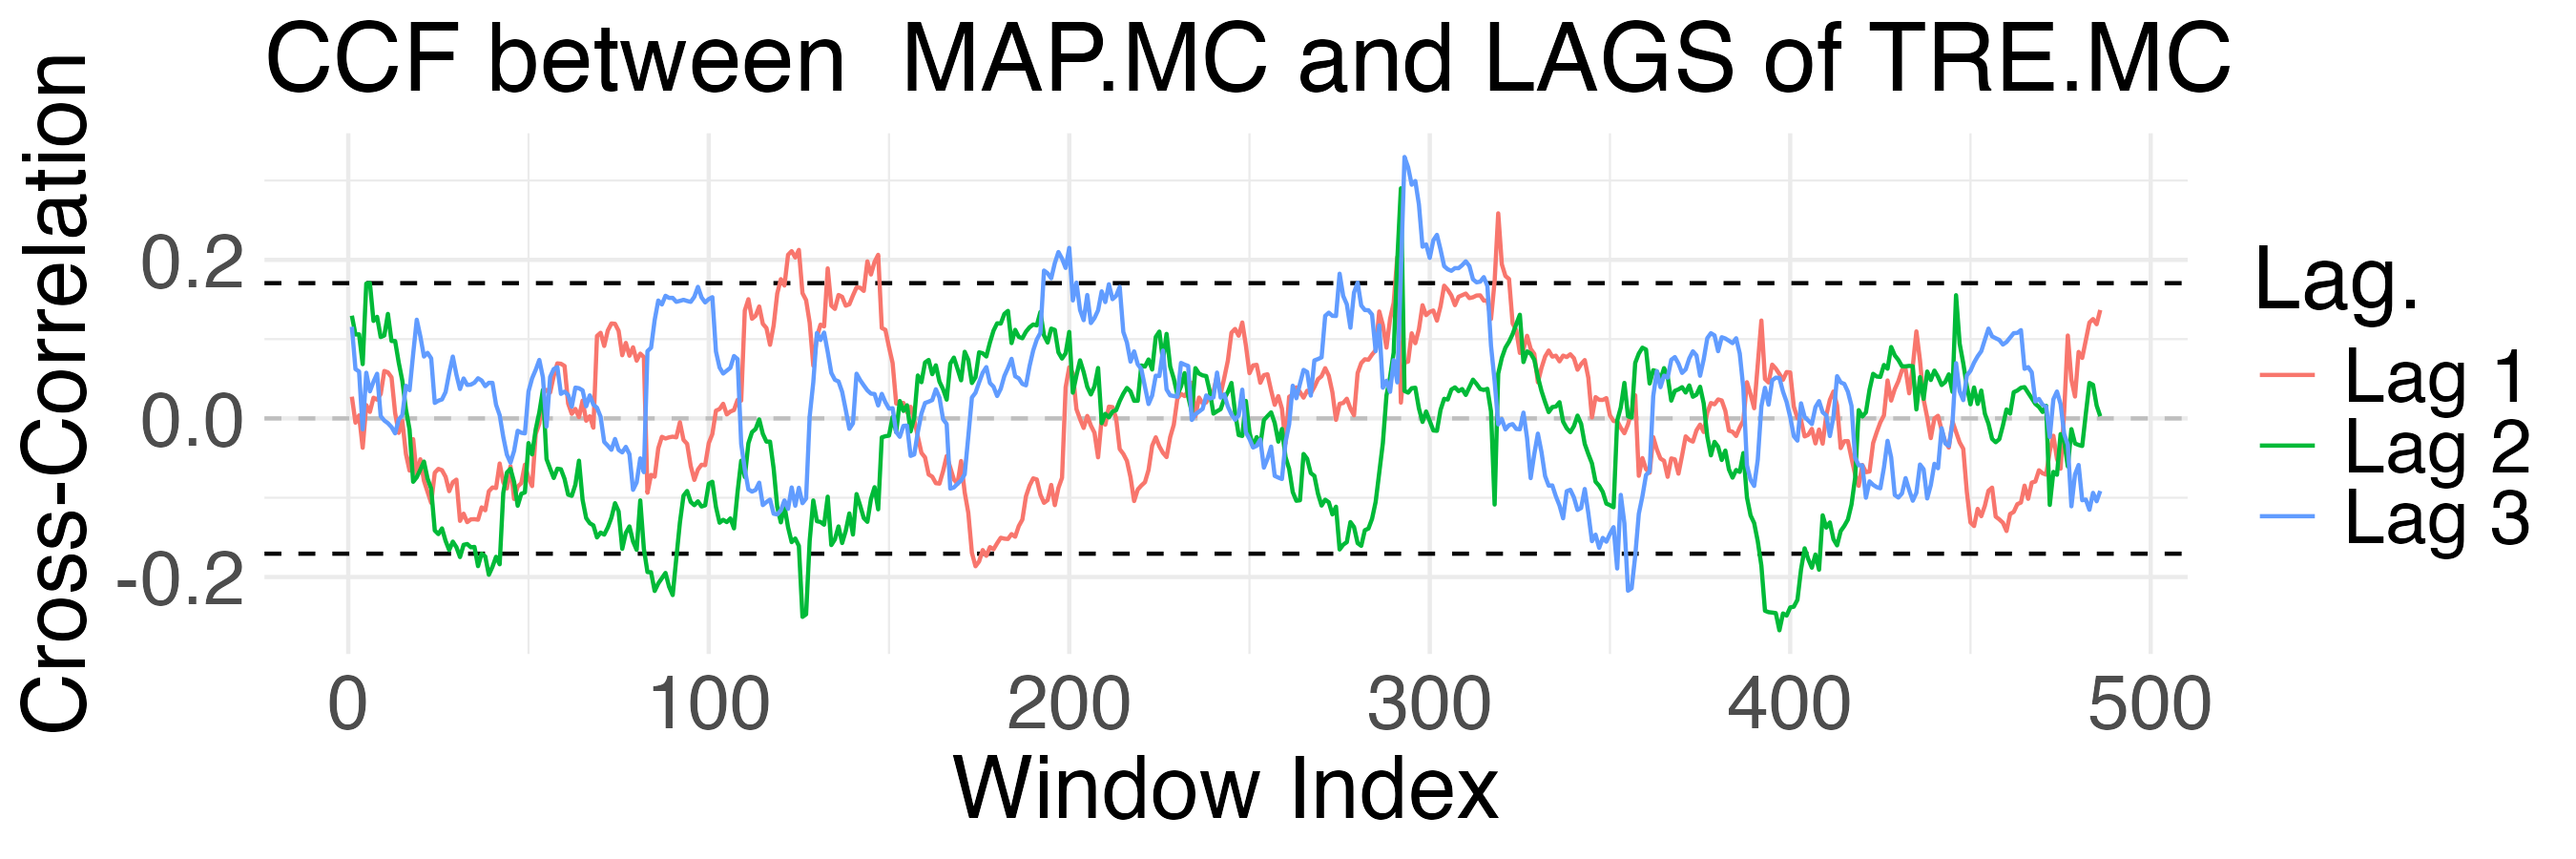 CCF between  MAP.MC and LAGS of TRE.MC
Cross-Correlation
0.2
0.0
-0.2
0 100 200 300 400 500
Window Index
Lag.
Lag 1
Lag 2
Lag 3